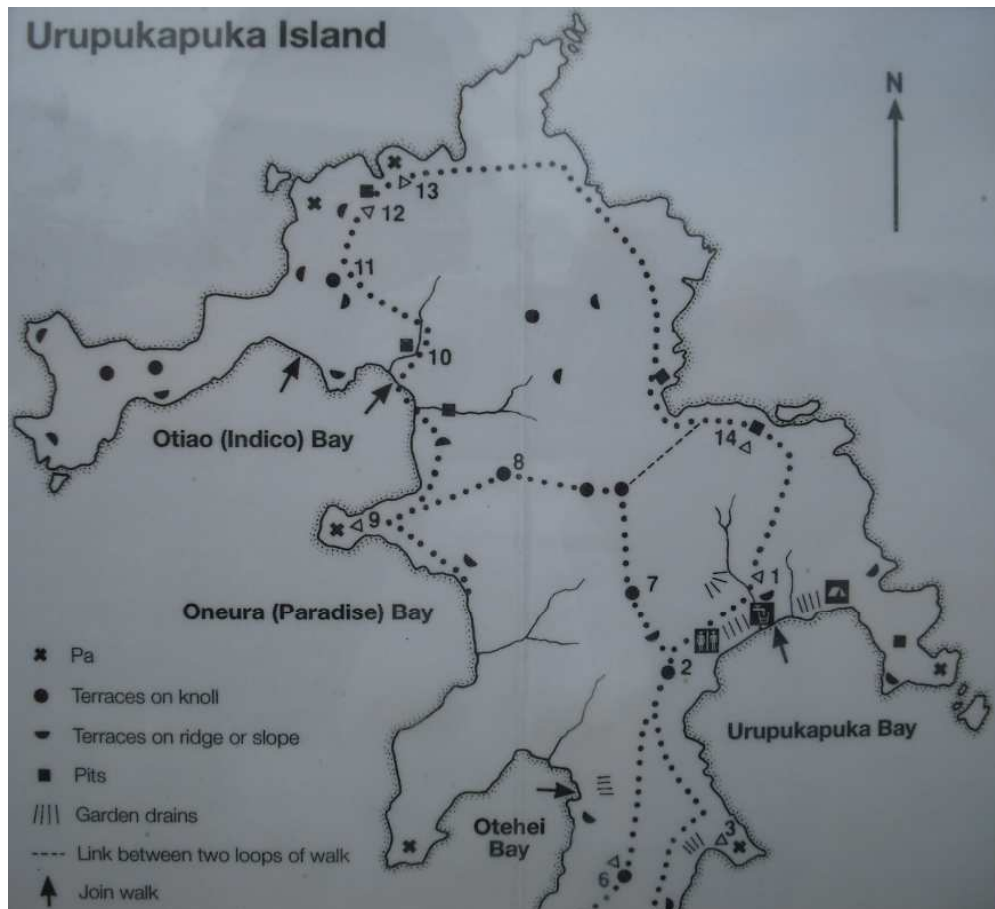 Urupukapuka Island
N
13
12
11
10
Otiao (Indico) Bay
14
8
9
1
7
Oneura (Paradise) Bay
2
Urupukapuka Bay
Pa
Terraces on knoll
Terraces on ridge or slope
Pits
Garden drains
Link between two loops of walk
Join walk
Otehei
Bay
3
6